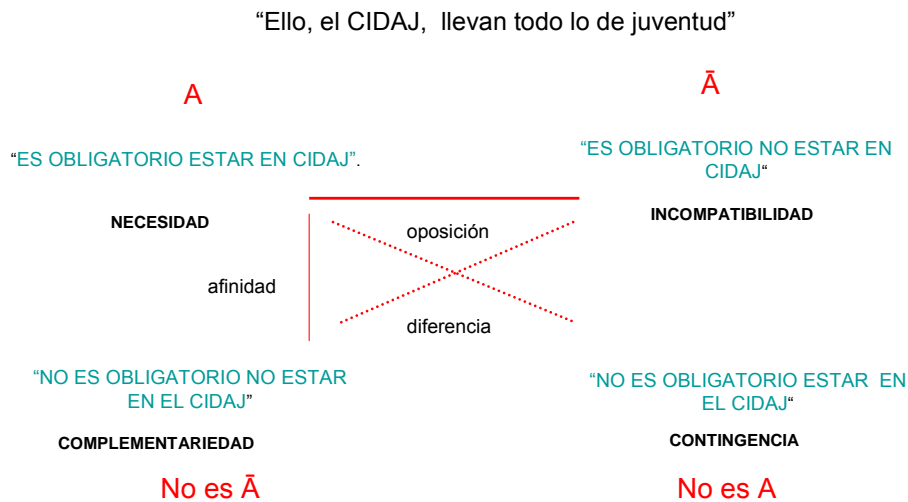 “Ello, el CIDAJ, llevan todo lo de juventud”
A
Ā
“ES OBLIGATORIO ESTAR EN CIDAJ”.
“ES OBLIGATORIO NO ESTAR EN
CIDAJ“
NECESIDAD
INCOMPATIBILIDAD
oposición
afinidad
diferencia
“NO ES OBLIGATORIO NO ESTAR
EN EL CIDAJ”
“NO ES OBLIGATORIO ESTAR EN
EL CIDAJ“
COMPLEMENTARIEDAD
CONTINGENCIA
No es Ā
No es A